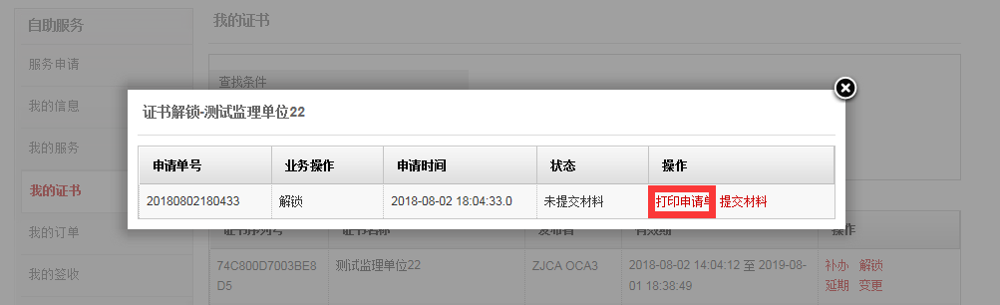 自助服务
服务申请
我的信息
我的服务
我的证书
我的订单
我的签收
我的证书
查找条件
证书解锁-测试监理单位22
申请单号 业务操作 申请时间 状态 操作
20180802180433 解锁 2018-08-02 18:04:33.0 未提交材料 打印申请单 提交材料
证书序列号 证书名称 发布者 有效期 操作
74C800D7003BE8 测试监理单位22 ZJCA OCA3 2018-08-02 14:04:12 至 2019-08- 补办 解锁
D5 01 18:38:49 延期 变更